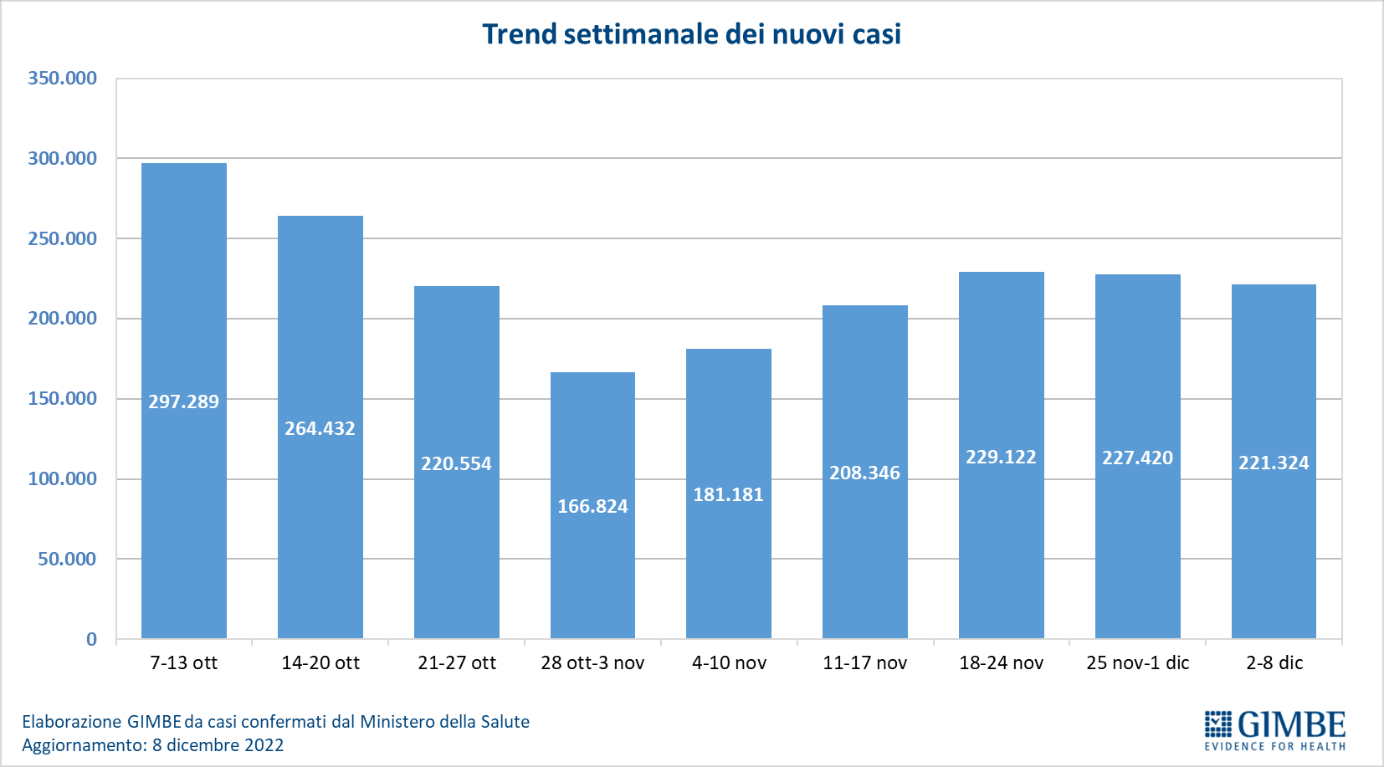 Trend settimanale dei nuovi casi
350.000
300.000
250.000
200.000
150.000
100.000
50.000
0
297.289
264.432
220.554
166.824
181.181
208.346
229.122
227.420
221.324
7-13 ott
14-20 ott
21-27 ott
28 ott-3 nov
4-10 nov
11-17 nov
18-24 nov
25 nov-1 dic
2-8 dic
Elaborazione GIMBE da casi confermati dal Ministero della Salute
Aggiornamento: 8 dicembre 2022
GIMBE
EVIDENCE FOR HEALTH